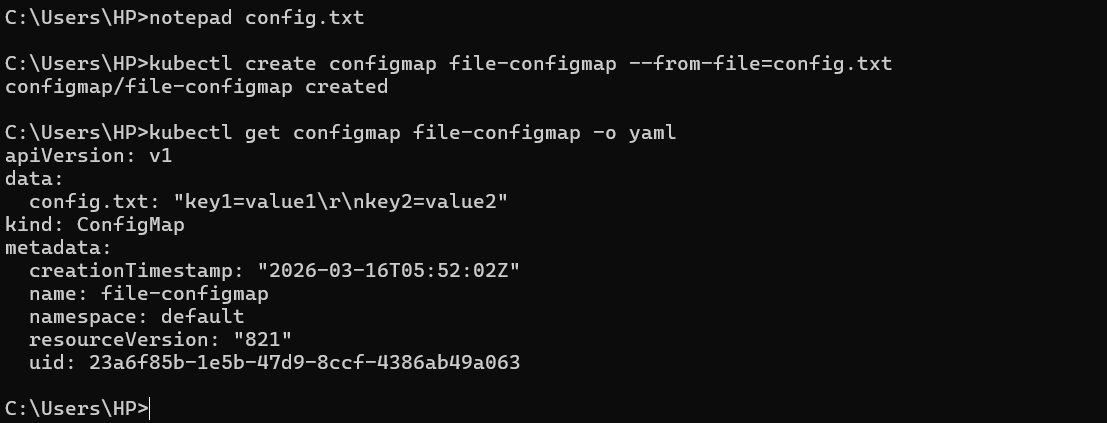 C:\Users\HP>notepad config.txt
C:\Users\HP>kubectl create configmap file-configmap --from-file=config.txt
configmap/file-configmap created
C:\Users\HP>kubectl get configmap file-configmap -o yaml
apiVersion: v1
data:
  config.txt: "key1=value1\r\nkey2=value2"
kind: ConfigMap
metadata:
  creationTimestamp: "2026-03-16T05:52:02Z"
  name: file-configmap
  namespace: default
  resourceVersion: "821"
  uid: 23a6f85b-1e5b-47d9-8ccf-4386ab49a063
C:\Users\HP>